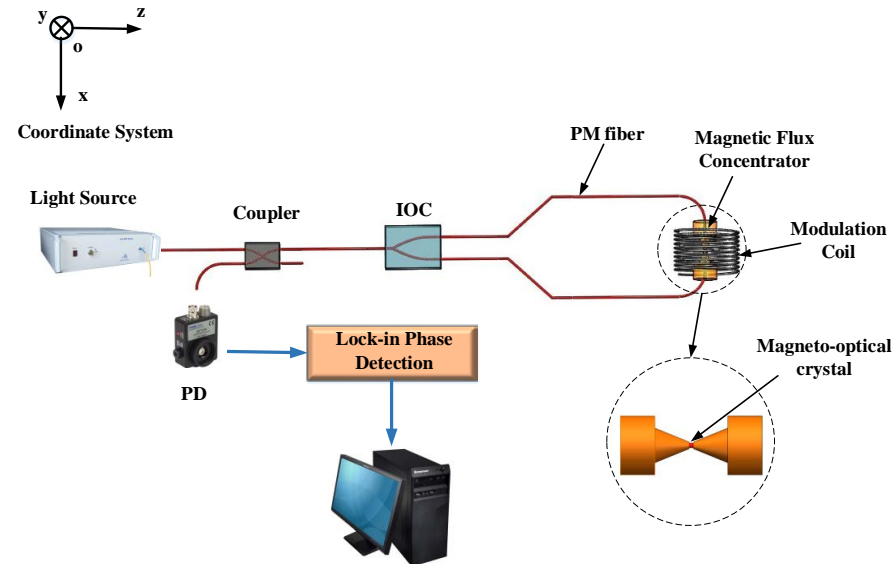 y
z
o
x
Coordinate System
PM fiber
Magnetic Flux
Concentrator
Light Source
Coupler
IOC
Modulation
Coil
Lock-in Phase
Detection
PD
Magneto-optical
crystal